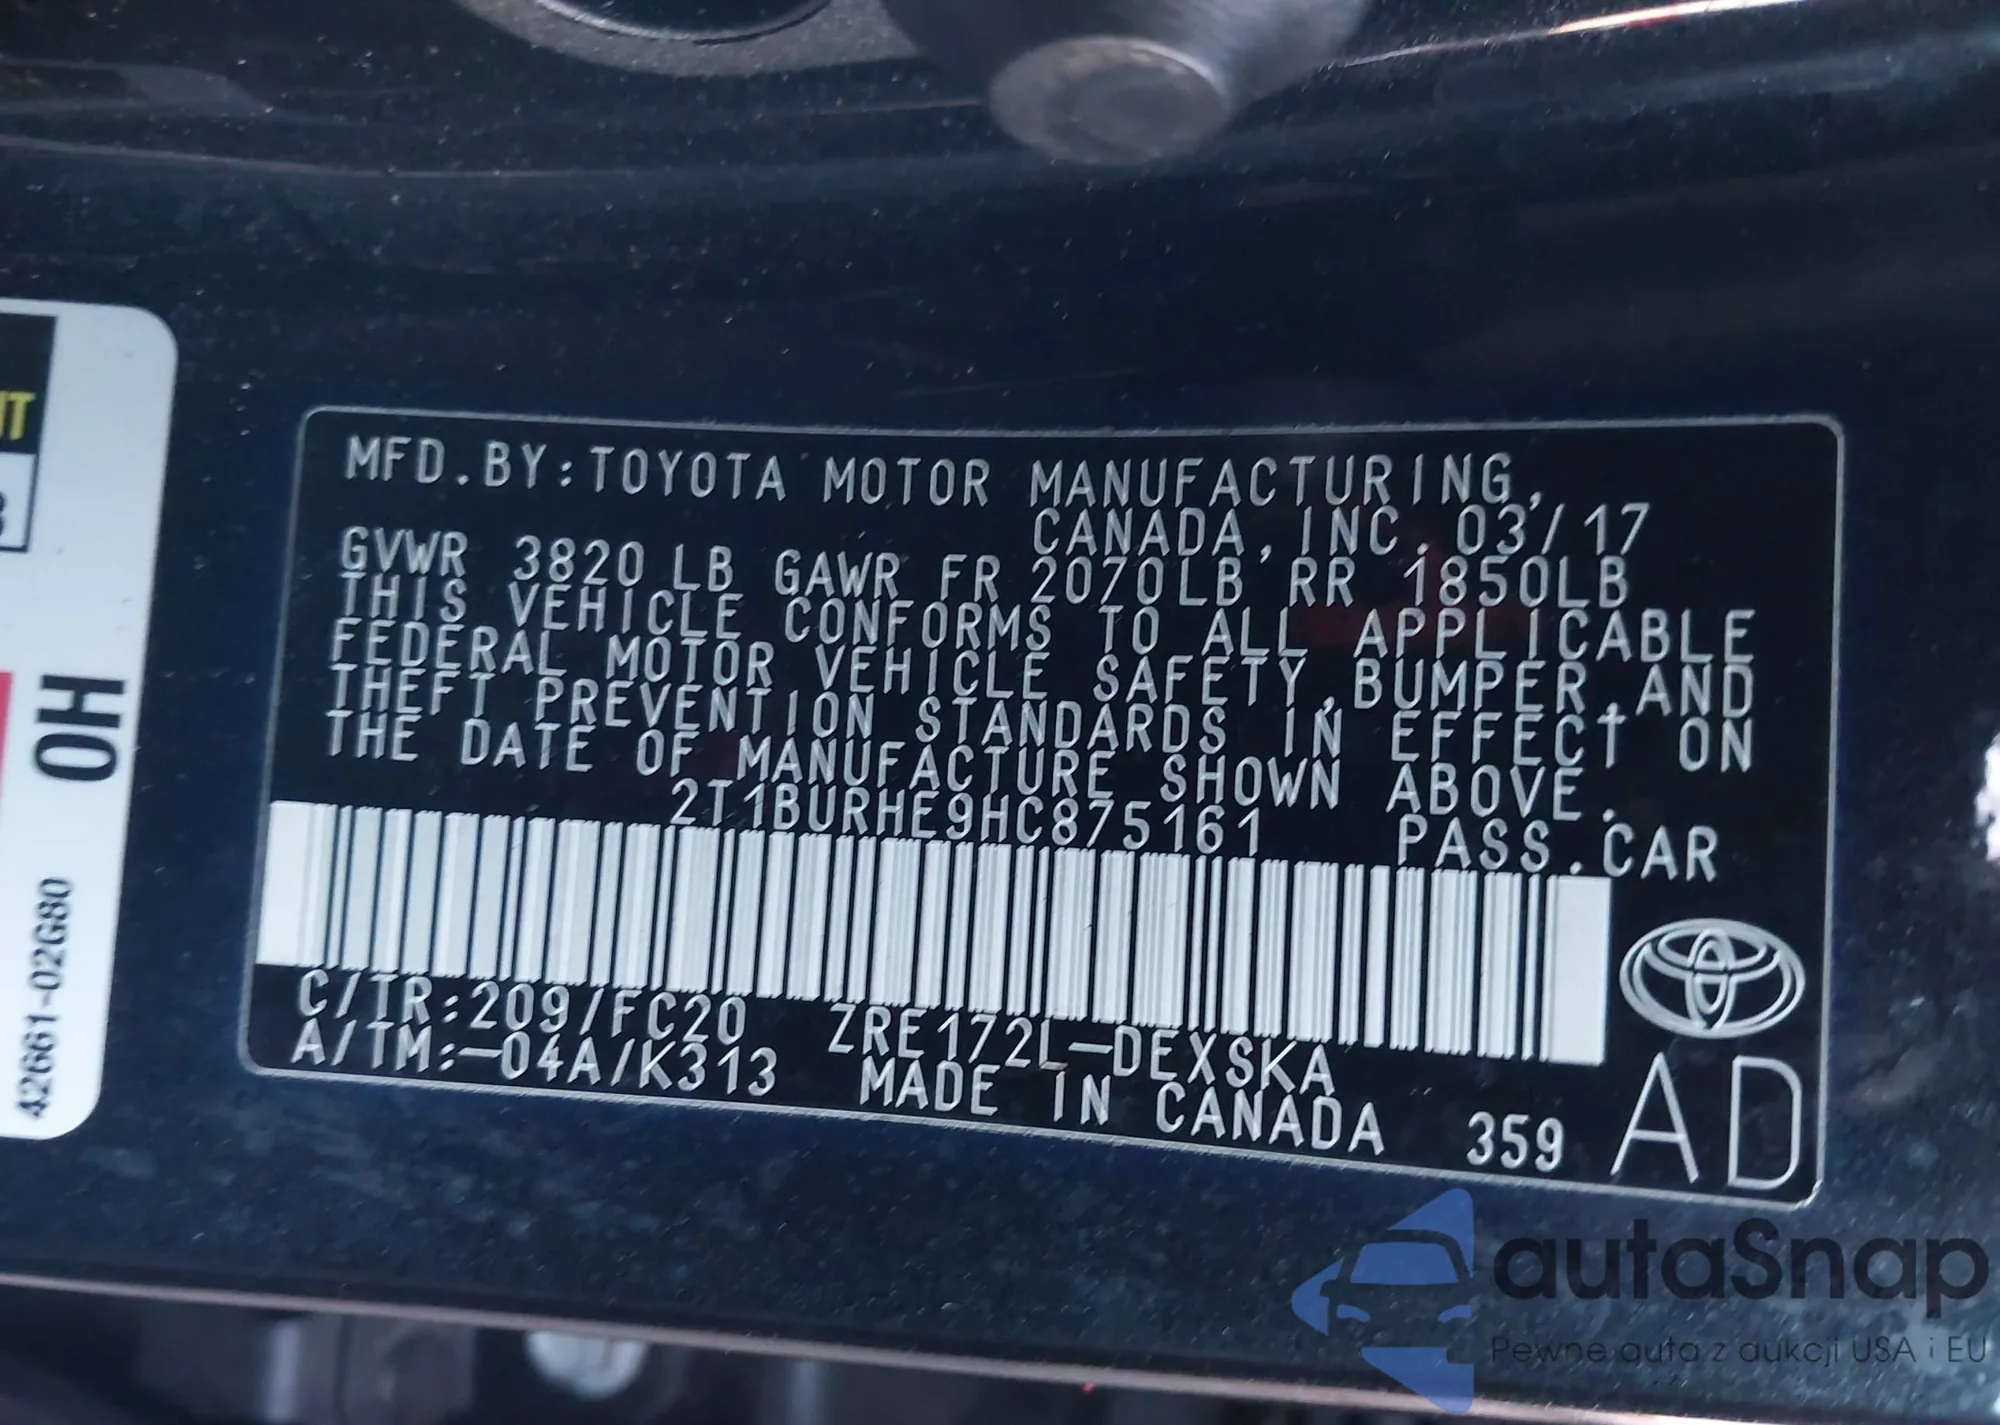 MFD.BY:TOYOTA MOTOR MANUFACTURING,
CANADA,INC. 03/17
GVWR 3820 LB GAWR FR 2070LB RR 1850LB
THIS VEHICLE CONFORMS TO ALL APPLICABLE
FEDERAL MOTOR VEHICLE SAFETY,BUMPER,AND
THEFT PREVENTION STANDARDS IN EFFECT ON
THE DATE OF MANUFACTURE SHOWN ABOVE.
2T1BURHE9HC875161 PASS.CAR
C/TR:209/FC20 ZRE172L-DEXSKA
A/TM:-04A/K313 MADE IN CANADA 359 AD
0H
42661-02G80
autaSnap
Pewne auta z aukcji USA i EU